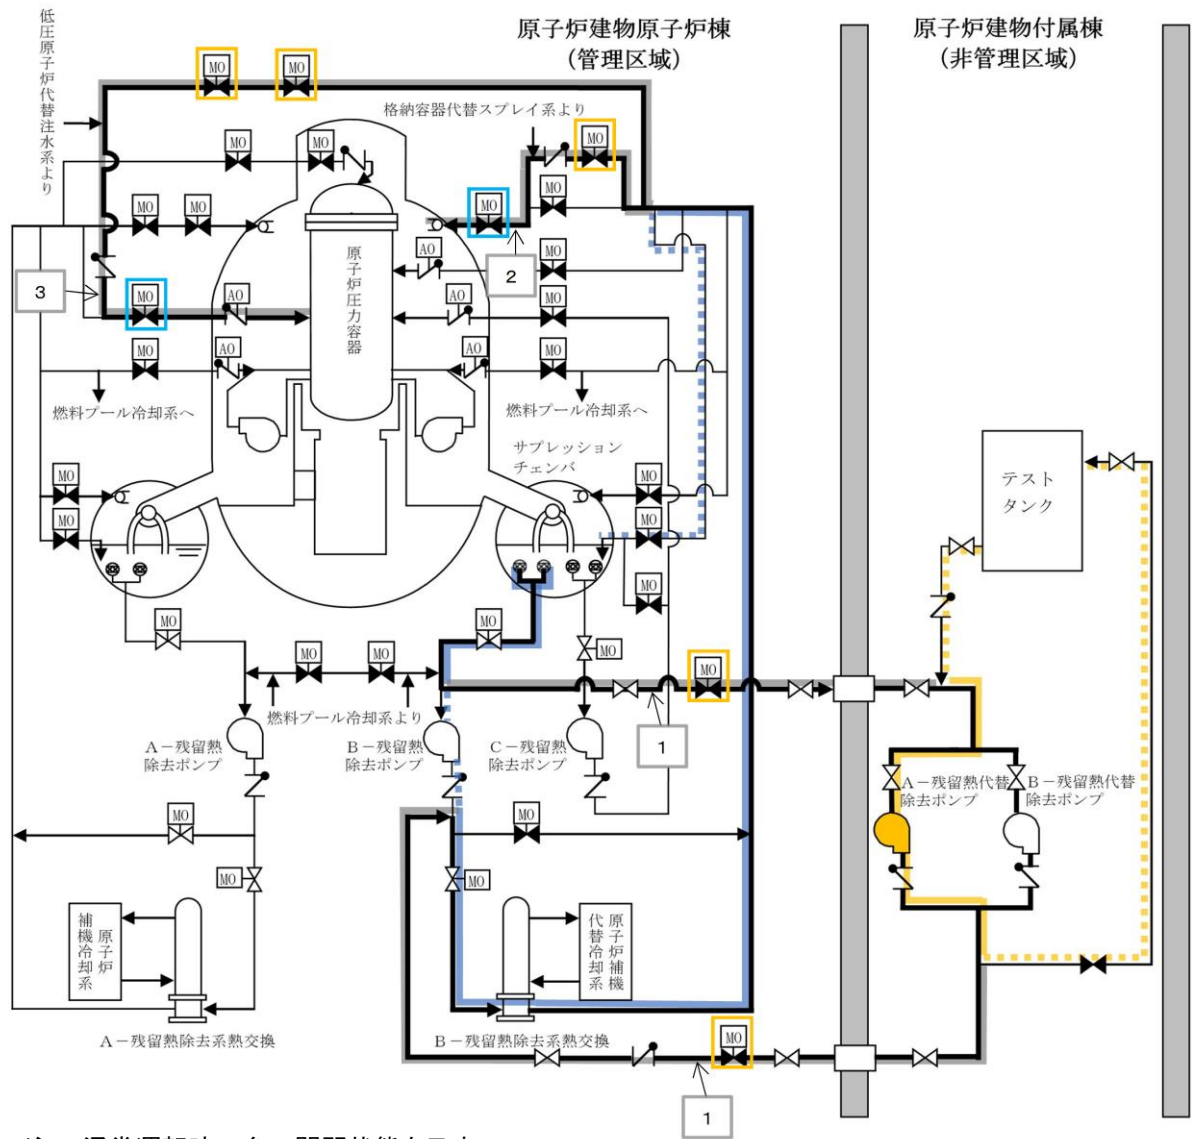 低圧原子炉代替注水系より
原子炉建物原子炉棟
(管理区域)
原子炉建物付属棟
(非管理区域)
MO
MO
格納容器代替スプレイ系より
MO
MO
MO
MO
MO
MO
MO
AO
MO
2
3
MO
AO
原子炉圧力容器
AO
MO
MO
AO
AO
MO
燃料プール冷却系へ
燃料プール冷却系へ
サプレッション
チェンバ
テスト
タンク
MO
MO
MO
MO
MO
MO
MO
MO
MO
MO
MO
燃料プール冷却系より
1
A-残留熱
除去ポンプ
B-残留熱
除去ポンプ
C-残留熱
除去ポンプ
A-残留熱代替
除去ポンプ
B-残留熱代替
除去ポンプ
MO
MO
MO
MO
原子炉
補機冷却系
原子炉補機
代替冷却系
A-残留熱除去系熱交換
B-残留熱除去系熱交換
MO
1